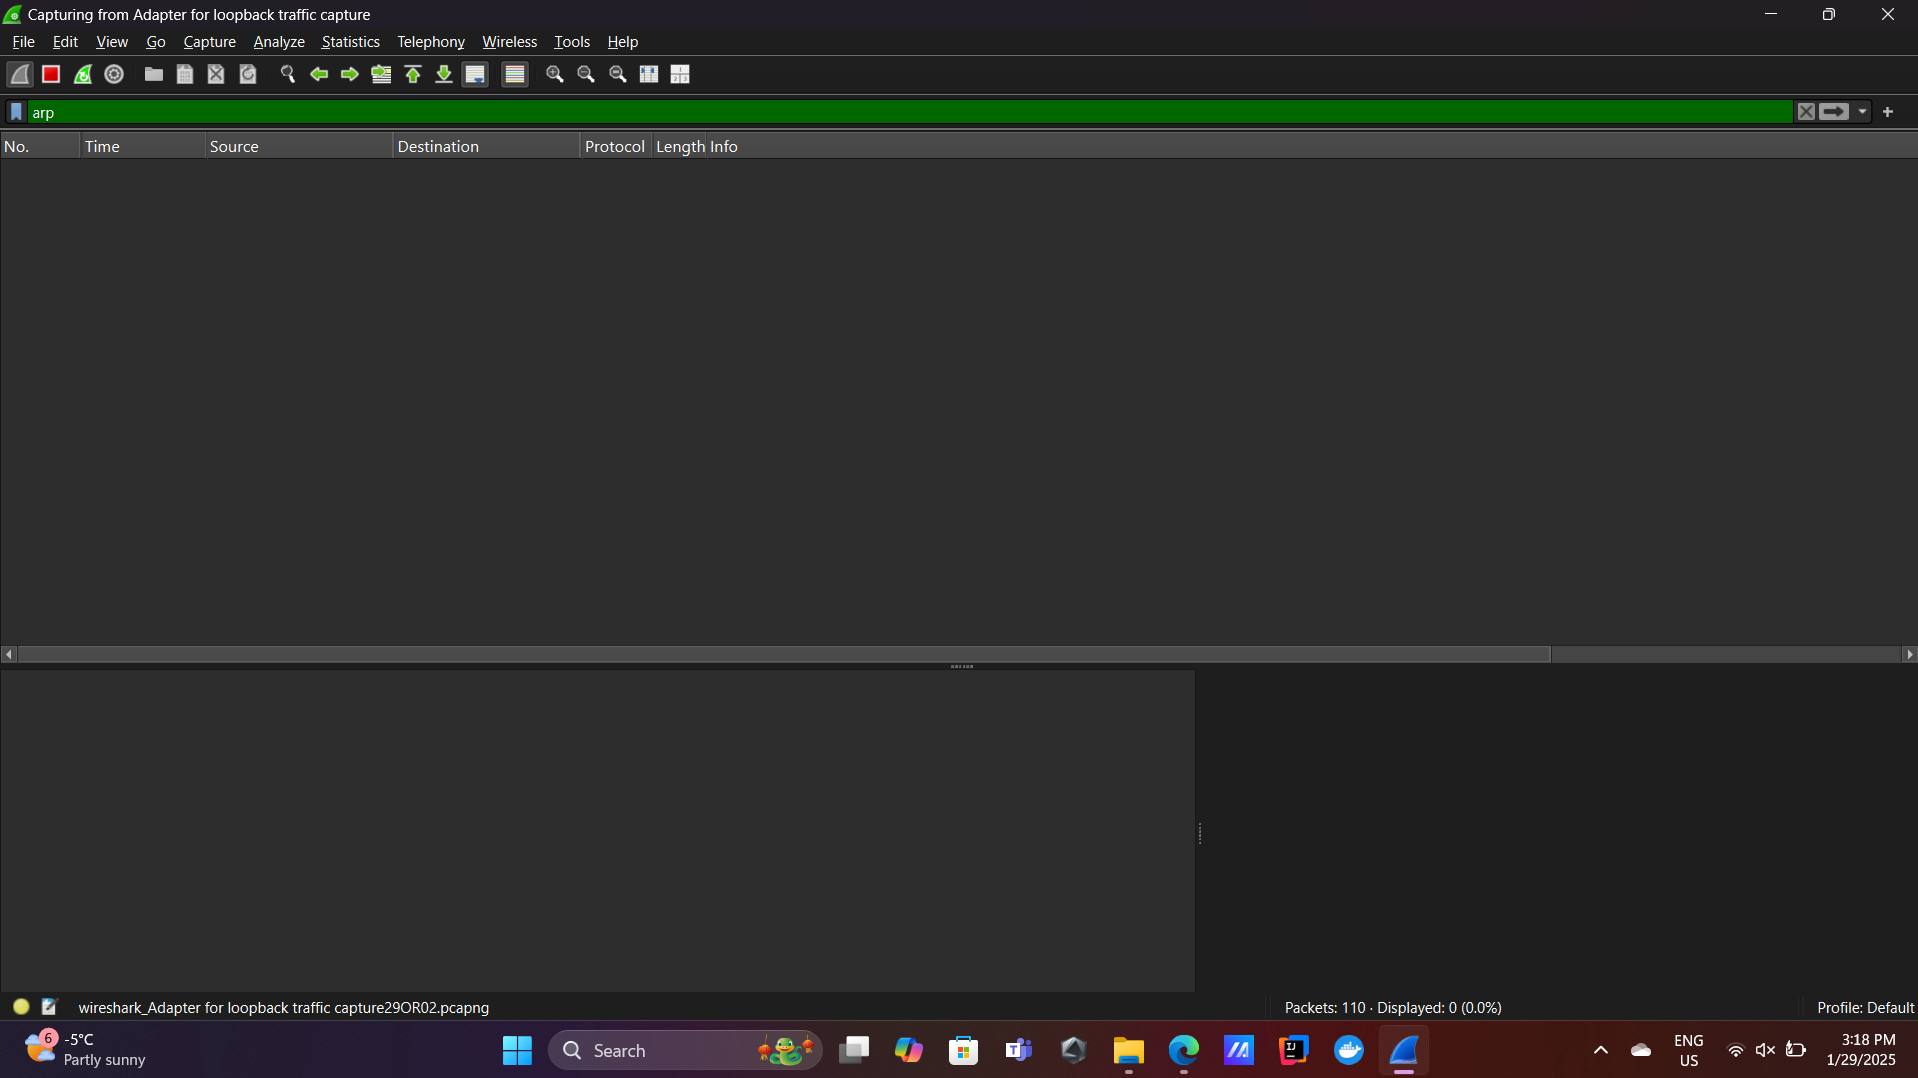 Capturing from Adapter for loopback traffic capture
File Edit View Go Capture Analyze Statistics Telephony Wireless Tools Help
arp
No. Time Source Destination Protocol Length Info
wireshark_Adapter for loopback traffic capture29OR02.pcapng Packets: 110 · Displayed: 0 (0.0%) Profile: Default
6 -5°C
Partly sunny
Search
ENG
US
3:18 PM
1/29/2025